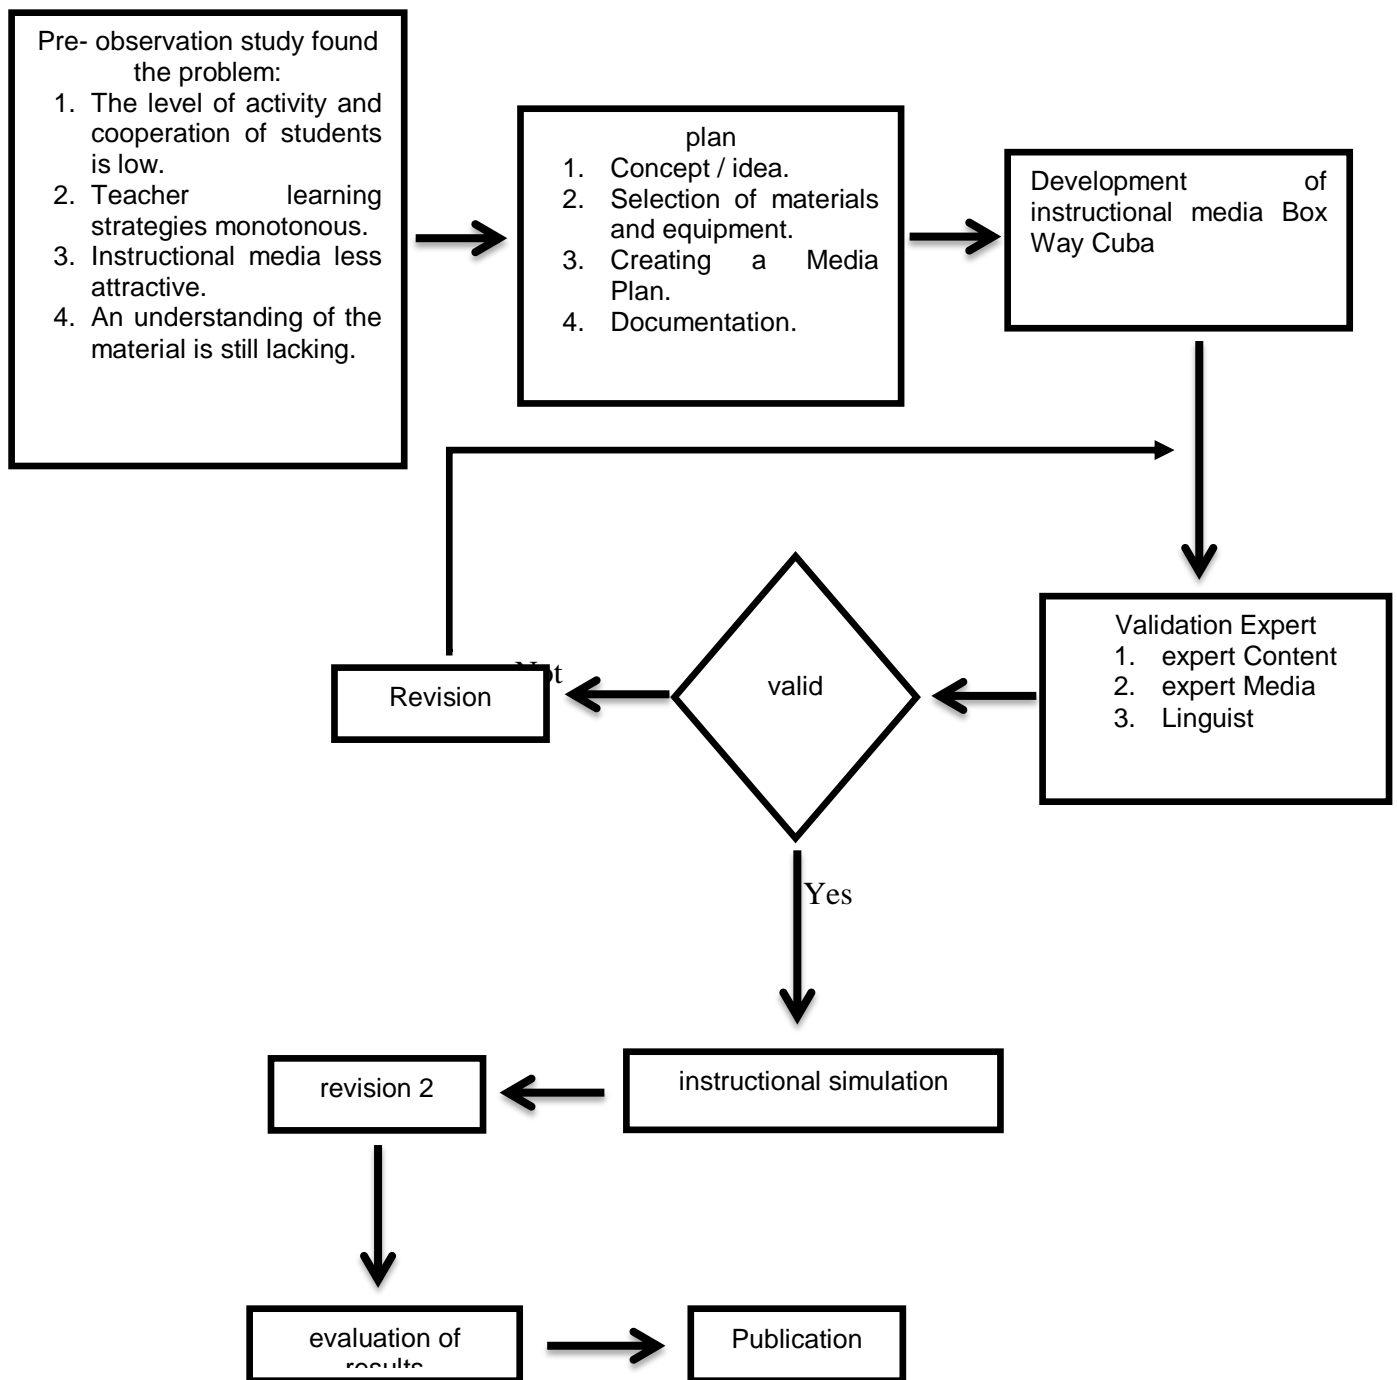 Pre- observation study found
the problem:
1. The level of activity and
cooperation of students
is low.
2. Teacher learning
strategies monotonous.
3. Instructional media less
attractive.
4. An understanding of the
material is still lacking.
plan
1. Concept / idea.
2. Selection of materials
and equipment.
3. Creating a Media
Plan.
4. Documentation.
Development of
instructional media Box
Way Cuba
Validation Expert
1. expert Content
2. expert Media
3. Linguist
valid
Not
Revision
Yes
instructional simulation
revision 2
evaluation of
results
Publication